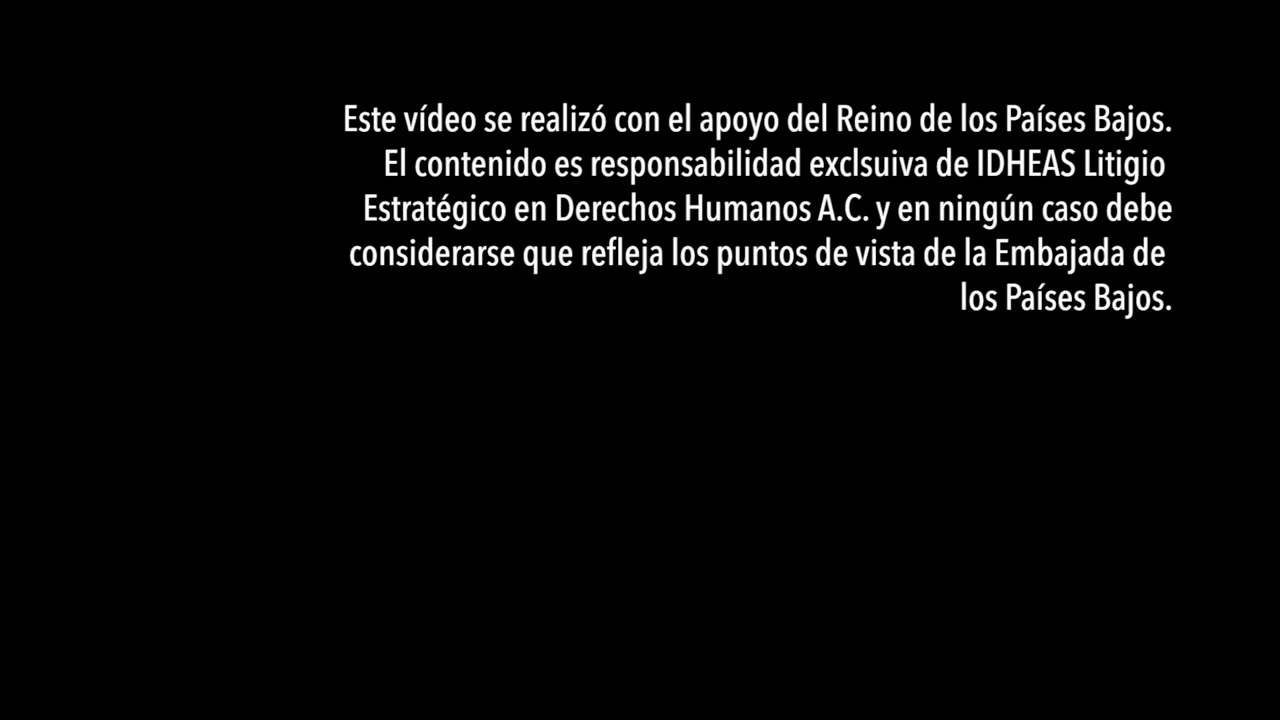 Este vídeo se realizó con el apoyo del Reino de los Países Bajos.
El contenido es responsabilidad exclsuiva de IDHEAS Litigio
Estratégico en Derechos Humanos A.C. y en ningún caso debe
considerarse que refleja los puntos de vista de la Embajada de
los Países Bajos.